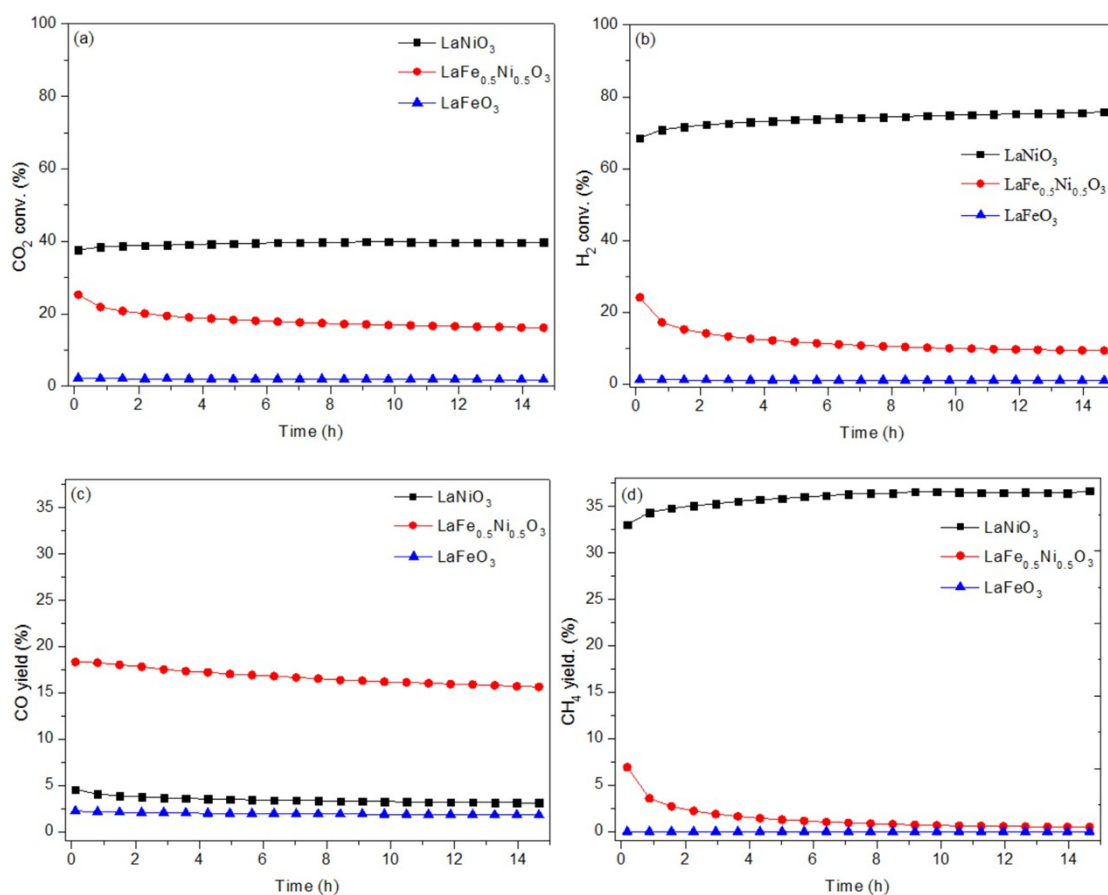 (a)
LaNiO₃
LaFe₀.₅Ni₀.₅O₃
LaFeO₃
100
80
60
40
20
0
CO₂ conv. (%)
0 2 4 6 8 10 12 14
Time (h)
(b)
LaNiO₃
LaFe₀.₅Ni₀.₅O₃
LaFeO₃
100
80
60
40
20
0
H₂ conv. (%)
0 2 4 6 8 10 12 14
Time (h)
(c)
LaNiO₃
LaFe₀.₅Ni₀.₅O₃
LaFeO₃
35
30
25
20
15
10
5
0
CO yield (%)
0 2 4 6 8 10 12 14
Time (h)
(d)
LaNiO₃
LaFe₀.₅Ni₀.₅O₃
LaFeO₃
35
30
25
20
15
10
5
0
CH₄ yield. (%)
0 2 4 6 8 10 12 14
Time (h)